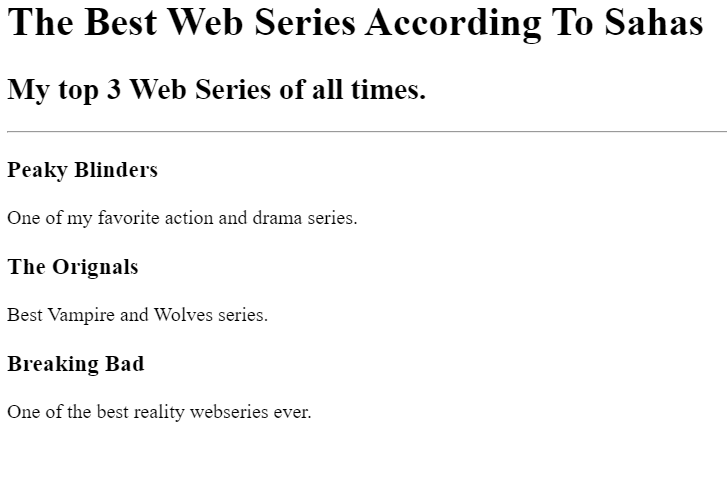 The Best Web Series According To Sahas
My top 3 Web Series of all times.
Peaky Blinders
One of my favorite action and drama series.
The Orignals
Best Vampire and Wolves series.
Breaking Bad
One of the best reality webseries ever.